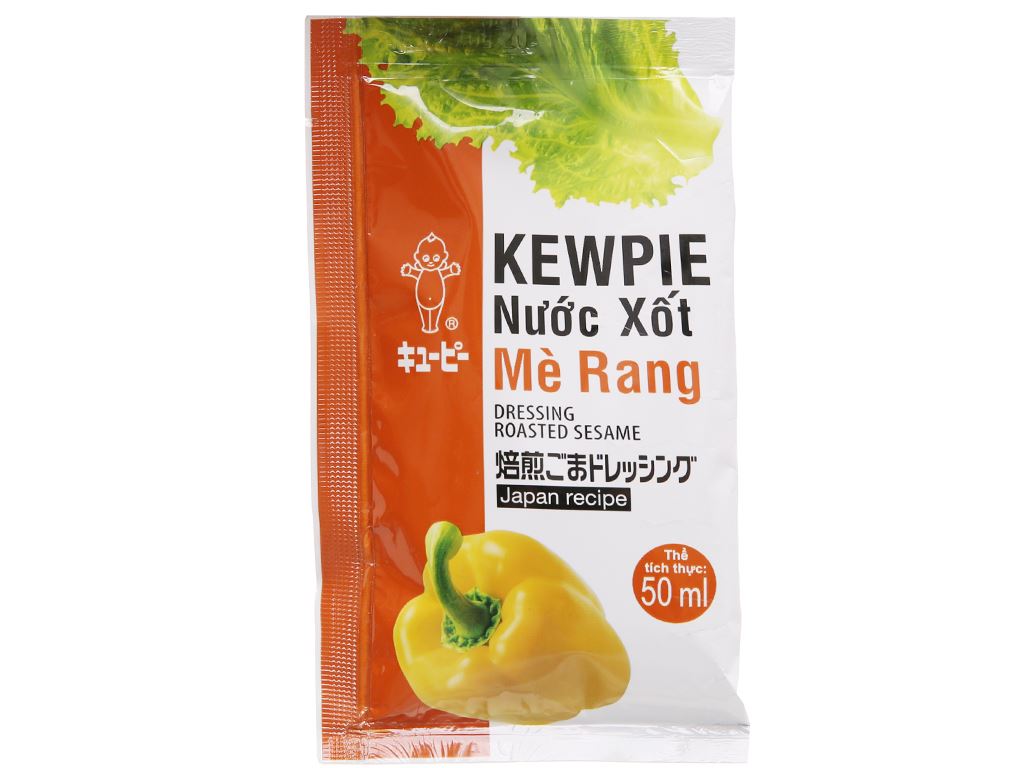 ®
キューピー
KEWPIE
Nước Xốt
Mè Rang
DRESSING
ROASTED SESAME
焙煎ごまドレッシング
Japan recipe
Thể
tích thực:
50 ml